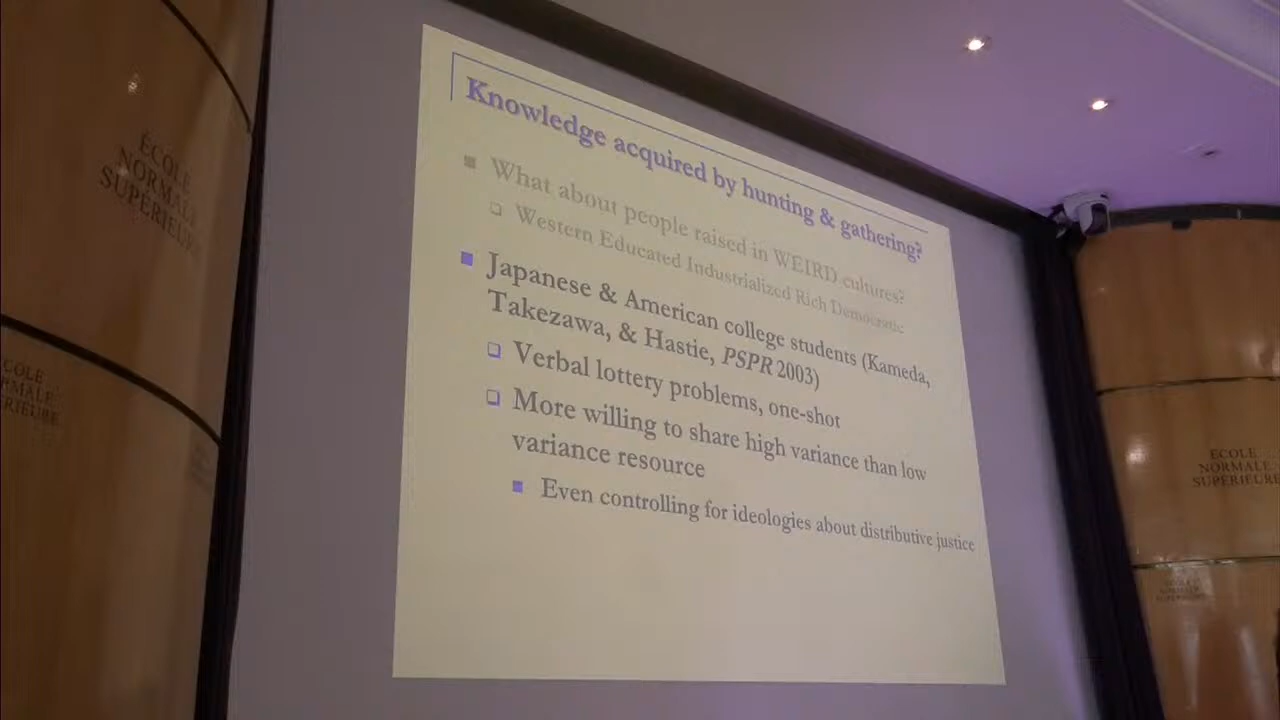 Knowledge acquired by hunting & gathering?
What about people raised in WEIRD cultures?
Western Educated Industrialized Rich Democratic
Japanese & American college students (Kameda,
Takezawa, & Hastie, PSPR 2003)
Verbal lottery problems, one-shot
More willing to share high variance than low
variance resource
Even controlling for ideologies about distributive justice
ÉCOLE
NORMALE
SUPÉRIEURE
ECOLE
NORMALE
SUPÉRIEURE